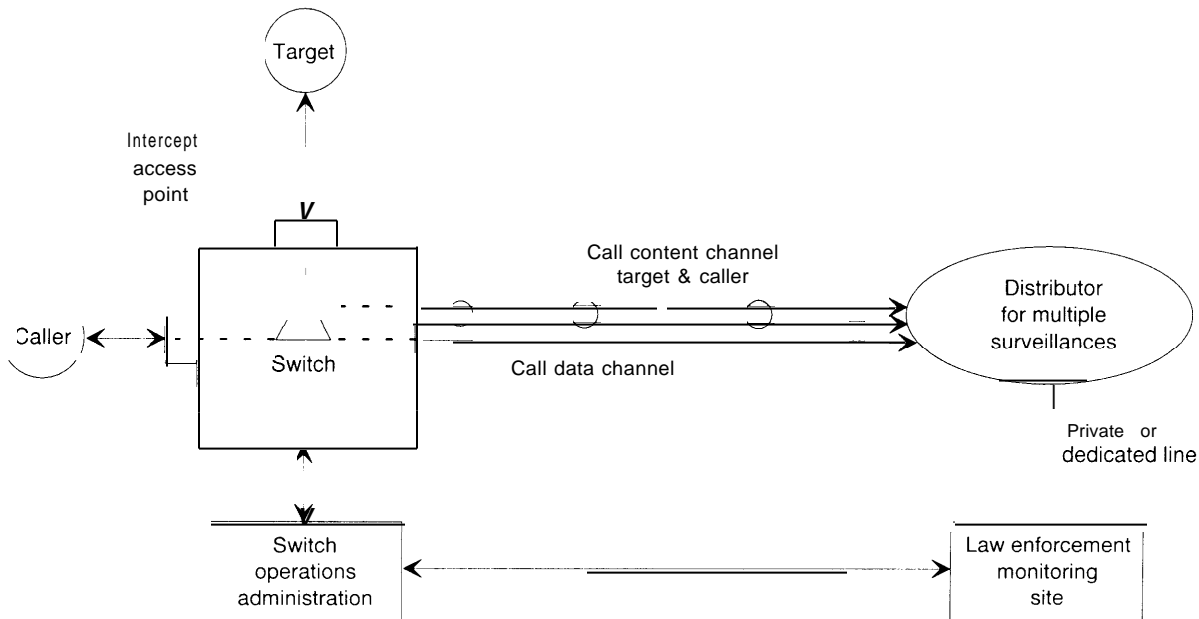 Target
Intercept
access
point
V
Call content channel
target & caller
Distributor
for multiple
surveillances
Caller
Switch
Call data channel
Private or
dedicated line
Switch
operations
administration
Law enforcement
monitoring
site